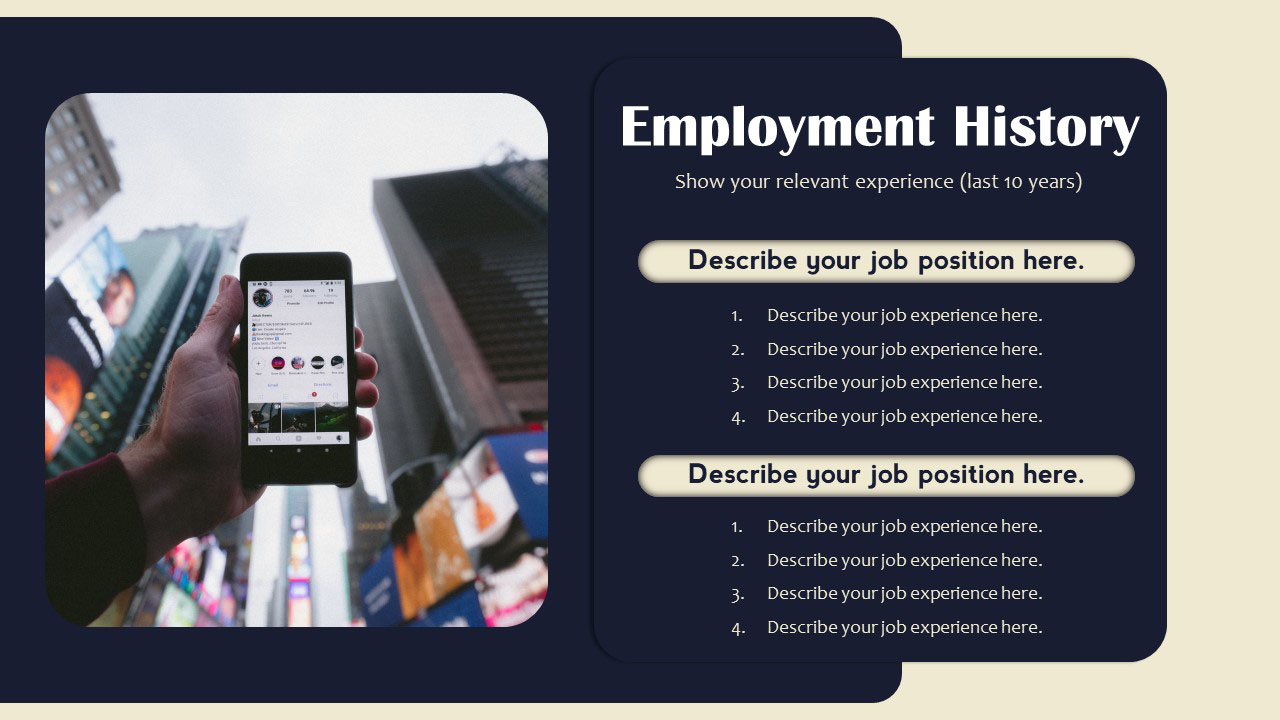 Employment History
Show your relevant experience (last 10 years)
Describe your job position here.
1. Describe your job experience here.
2. Describe your job experience here.
3. Describe your job experience here.
4. Describe your job experience here.
Describe your job position here.
1. Describe your job experience here.
2. Describe your job experience here.
3. Describe your job experience here.
4. Describe your job experience here.